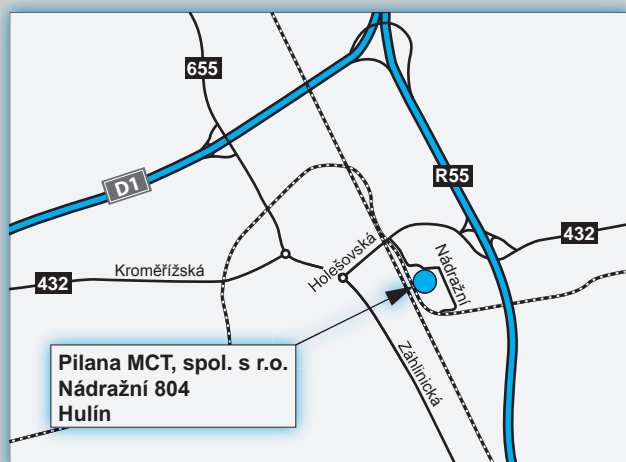 655
D1
R55
432
Holešovská
Nádražní
Kroměřížská
432
Záhlinická
Pilana MCT, spol. s r.o.
Nádražní 804
Hulín